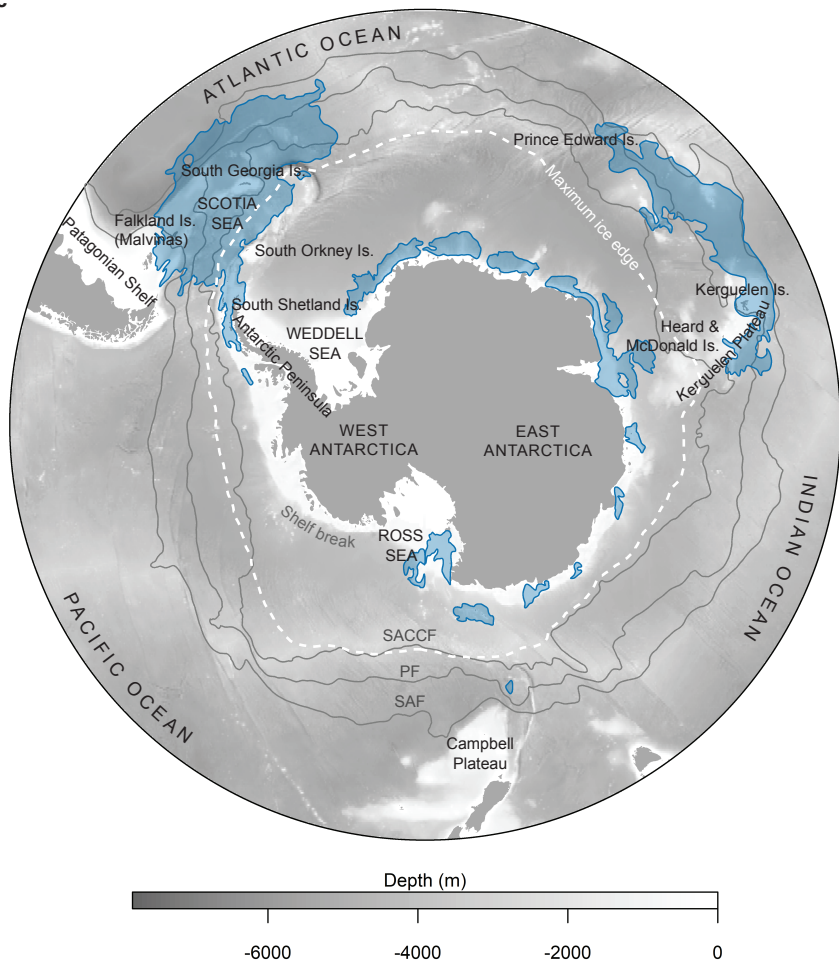 ATLANTIC OCEAN
Prince Edward Is.
South Georgia Is.
Maximum ice edge
SCOTIA
SEA
Falkland Is.
(Malvinas)
Patagonian Shelf
South Orkney Is.
Kerguelen Is.
South Shetland Is.
Heard &
McDonald Is.
Kerguelen Plateau
WEDDELL
SEA
Antarctic Peninsula
WEST
ANTARCTICA
EAST
ANTARCTICA
INDIAN OCEAN
Shelf break
ROSS
SEA
PACIFIC OCEAN
SACCF
PF
SAF
Campbell
Plateau
Depth (m)
-6000 -4000 -2000 0